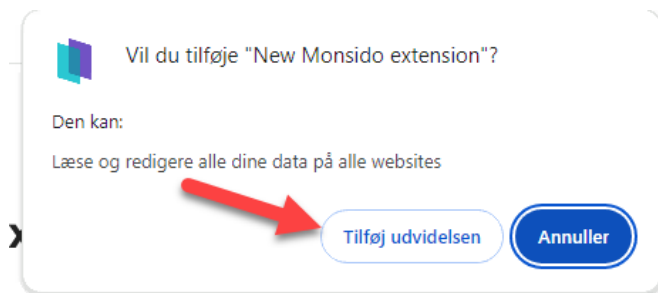 Vil du tilføje "New Monsido extension"?
Den kan:
Læse og redigere alle dine data på alle websites
Tilføj udvidelsen
Annuller